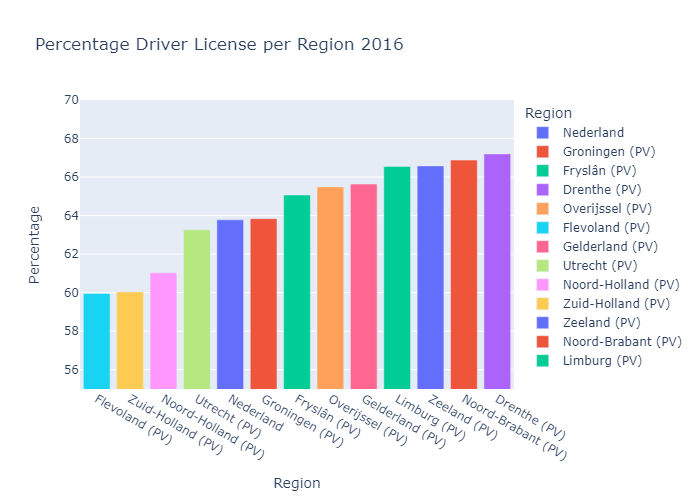 Percentage Driver License per Region 2016
70
68
66
64
62
60
58
56
Percentage
Flevoland (PV)
Zuid-Holland (PV)
Noord-Holland (PV)
Utrecht (PV)
Nederland
Groningen (PV)
Fryslân (PV)
Overijssel (PV)
Gelderland (PV)
Limburg (PV)
Zeeland (PV)
Noord-Brabant (PV)
Drenthe (PV)
Region
Region
Nederland
Groningen (PV)
Fryslân (PV)
Drenthe (PV)
Overijssel (PV)
Flevoland (PV)
Gelderland (PV)
Utrecht (PV)
Noord-Holland (PV)
Zuid-Holland (PV)
Zeeland (PV)
Noord-Brabant (PV)
Limburg (PV)